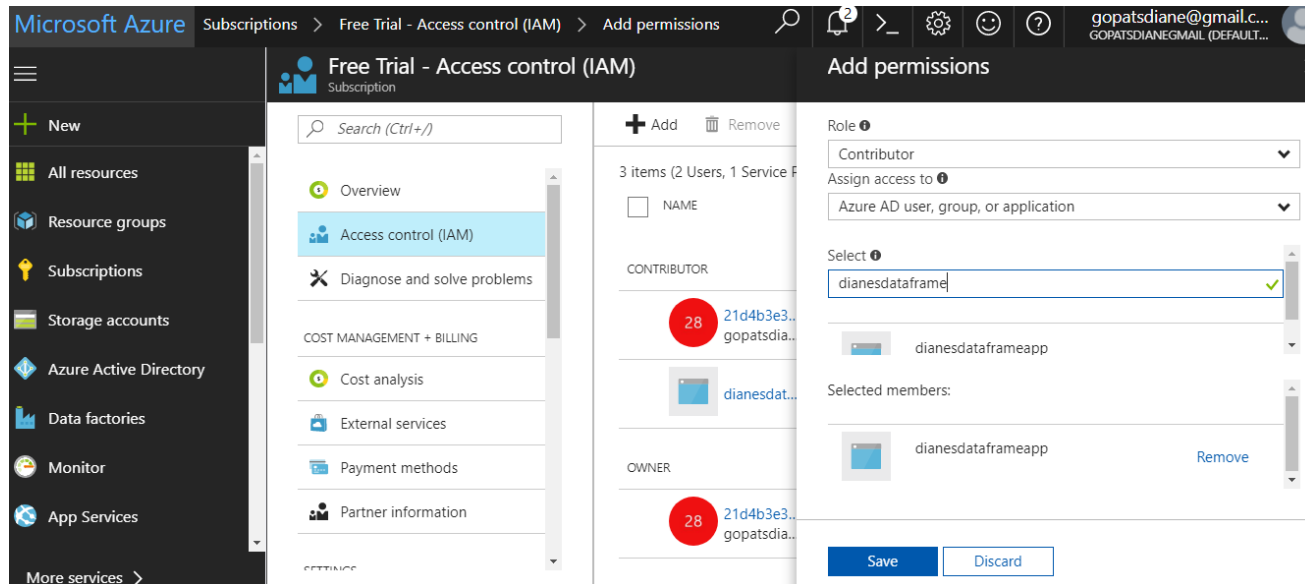 Microsoft Azure Subscriptions > Free Trial - Access control (IAM) > Add permissions 2 >_ ? gopatsdiane@gmail.c...
GOPATSDIANEGMAIL (DEFAULT...
Free Trial - Access control (IAM)
Subscription
Add permissions
New
All resources
Resource groups
Subscriptions
Storage accounts
Azure Active Directory
Data factories
Monitor
App Services
More services >
Search (Ctrl+/)
Overview
Access control (IAM)
Diagnose and solve problems
COST MANAGEMENT + BILLING
Cost analysis
External services
Payment methods
Partner information
SETTINGS
Add Remove
3 items (2 Users, 1 Service P
NAME
CONTRIBUTOR
28 21d4b3e3...
gopatsdia...
dianesdat...
OWNER
28 21d4b3e3...
gopatsdia...
Role
Contributor
Assign access to
Azure AD user, group, or application
Select
dianesdataframe
dianesdataframeapp
Selected members:
dianesdataframeapp
Remove
Save Discard